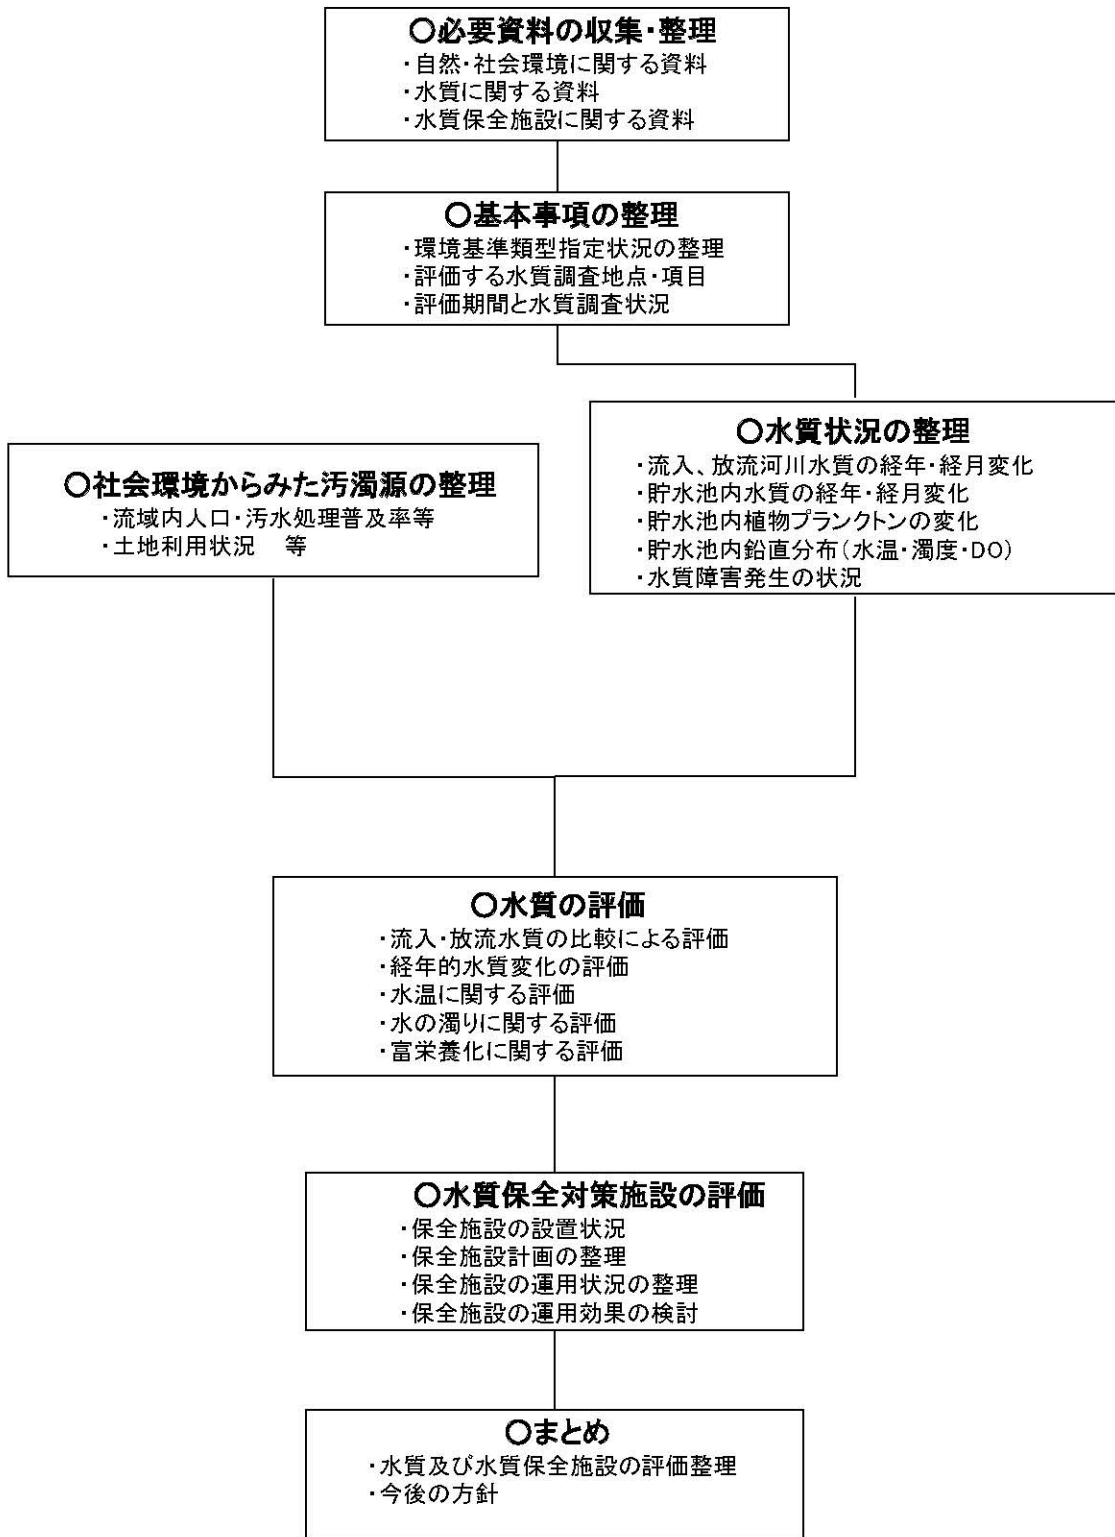 ○必要資料の収集・整理
・自然・社会環境に関する資料
・水質に関する資料
・水質保全施設に関する資料
○基本事項の整理
・環境基準類型指定状況の整理
・評価する水質調査地点・項目
・評価期間と水質調査状況
○社会環境からみた汚濁源の整理
・流域内人口・汚水処理普及率等
・土地利用状況　等
○水質状況の整理
・流入、放流河川水質の経年・経月変化
・貯水池内水質の経年・経月変化
・貯水池内植物プランクトンの変化
・貯水池内鉛直分布(水温・濁度・DO)
・水質障害発生の状況
○水質の評価
・流入・放流水質の比較による評価
・経年的水質変化の評価
・水温に関する評価
・水の濁りに関する評価
・富栄養化に関する評価
○水質保全対策施設の評価
・保全施設の設置状況
・保全施設計画の整理
・保全施設の運用状況の整理
・保全施設の運用効果の検討
○まとめ
・水質及び水質保全施設の評価整理
・今後の方針